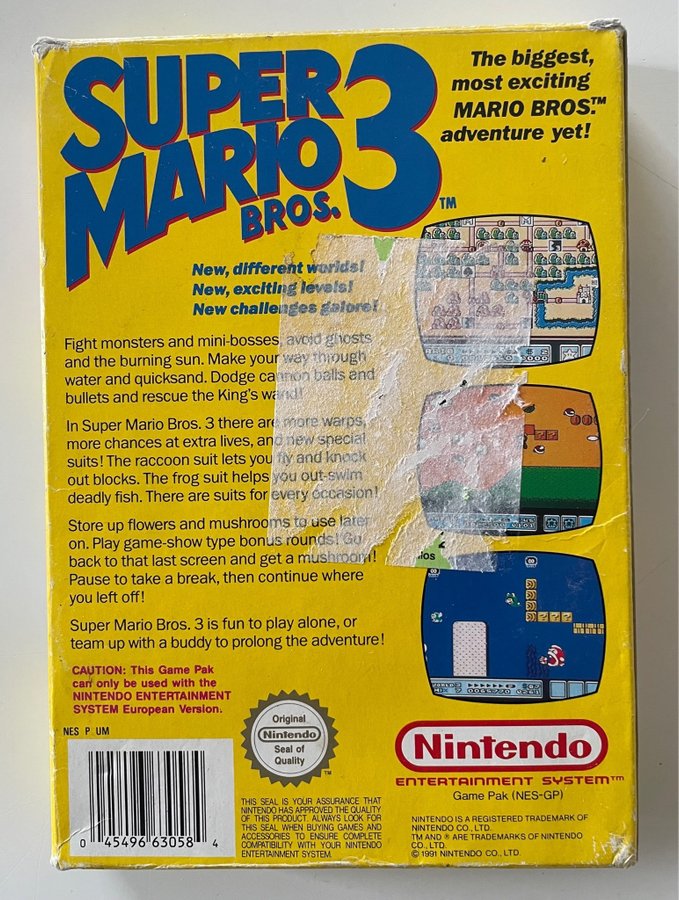 SUPER
MARIO
BROS. 3™
The biggest,
most exciting
MARIO BROS.™
adventure yet!
New, different worlds!
New, exciting levels!
New challenges galore!
Fight monsters and mini-bosses, avoid ghosts
and the burning sun. Make your way through
water and quicksand. Dodge cannon balls and
bullets and rescue the King's wand!
In Super Mario Bros. 3 there are more warps,
more chances at extra lives, and new special
suits! The raccoon suit lets you fly and knock
out blocks. The frog suit helps you out-swim
deadly fish. There are suits for every occasion!
Store up flowers and mushrooms to use later
on. Play game-show type bonus rounds! Go
back to that last screen and get a mushroom!
Pause to take a break, then continue where
you left off!
Super Mario Bros. 3 is fun to play alone, or
team up with a buddy to prolong the adventure!
CAUTION: This Game Pak
can only be used with the
NINTENDO ENTERTAINMENT
SYSTEM European Version.
NES P UM
0 45496 63058 4
Original
Nintendo
Seal of
Quality
TM
THIS SEAL IS YOUR ASSURANCE THAT
NINTENDO HAS APPROVED THE QUALITY
OF THIS PRODUCT. ALWAYS LOOK FOR
THIS SEAL WHEN BUYING GAMES AND
ACCESSORIES TO ENSURE COMPLETE
COMPATIBILITY WITH YOUR NINTENDO
ENTERTAINMENT SYSTEM.
Nintendo®
ENTERTAINMENT SYSTEM™
Game Pak (NES-GP)
NINTENDO IS A REGISTERED TRADEMARK OF
NINTENDO CO., LTD.
TM AND ® ARE TRADEMARKS OF NINTENDO
CO., LTD.
© 1991 NINTENDO CO., LTD.